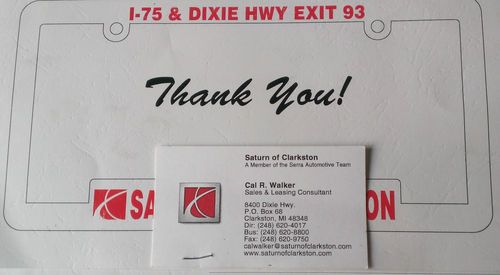 I-75 & DIXIE HWY EXIT 93
Thank You!
Saturn of Clarkston
A Member of the Serra Automotive Team
Cal R. Walker
Sales & Leasing Consultant
8400 Dixie Hwy.
P.O. Box 68
Clarkston, MI 48348
Dir: (248) 620-4017
Bus: (248) 620-8800
Fax: (248) 620-9750
calwalker@saturnofclarkston.com
www.saturnofclarkston.com
SA ON